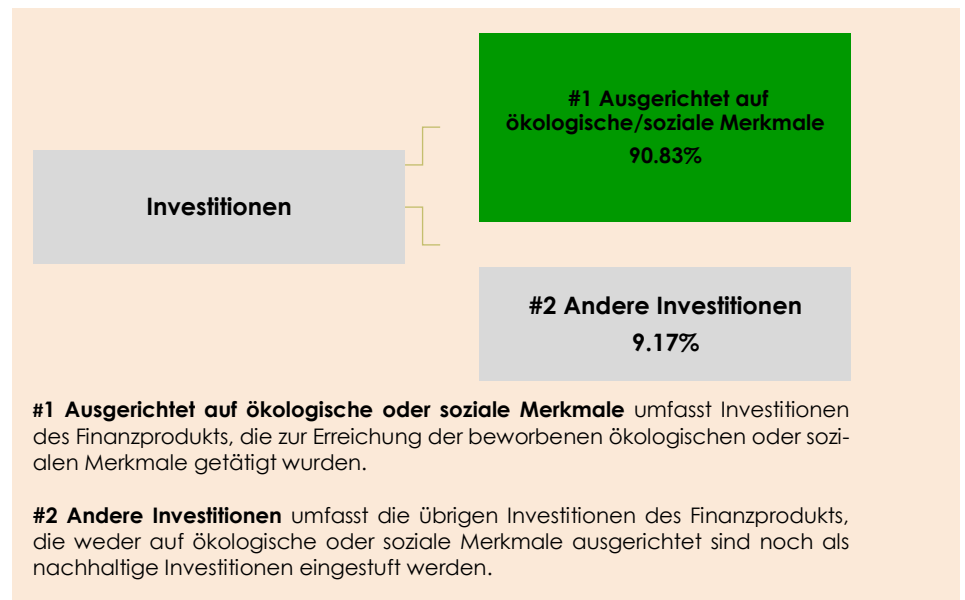 #1 Ausgerichtet auf
ökologische/soziale Merkmale
90.83%
Investitionen
#2 Andere Investitionen
9.17%
#1 Ausgerichtet auf ökologische oder soziale Merkmale umfasst Investitionen
des Finanzprodukts, die zur Erreichung der beworbenen ökologischen oder sozi-
alen Merkmale getätigt wurden.
#2 Andere Investitionen umfasst die übrigen Investitionen des Finanzprodukts,
die weder auf ökologische oder soziale Merkmale ausgerichtet sind noch als
nachhaltige Investitionen eingestuft werden.